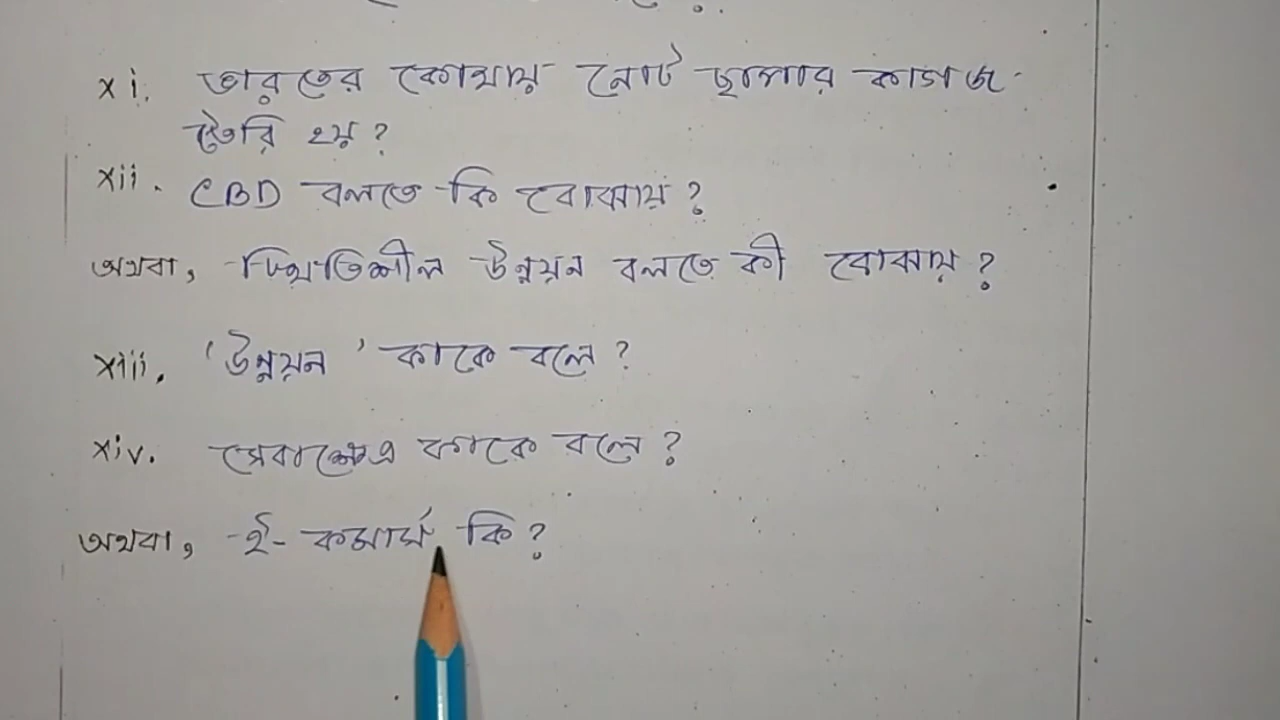 xi. ভারতের কোথায় নোট ছাপার কাগজ
তৈরি হয়?
xii. CBD বলতে কি বোঝায়?
অথবা, স্থিতিশীল উন্নয়ন বলতে কী বোঝায়?
xiii. 'উন্নয়ন' কাকে বলে?
xiv. সেবাক্ষেত্র কাকে বলে?
অথবা, ই-কমার্স কি?